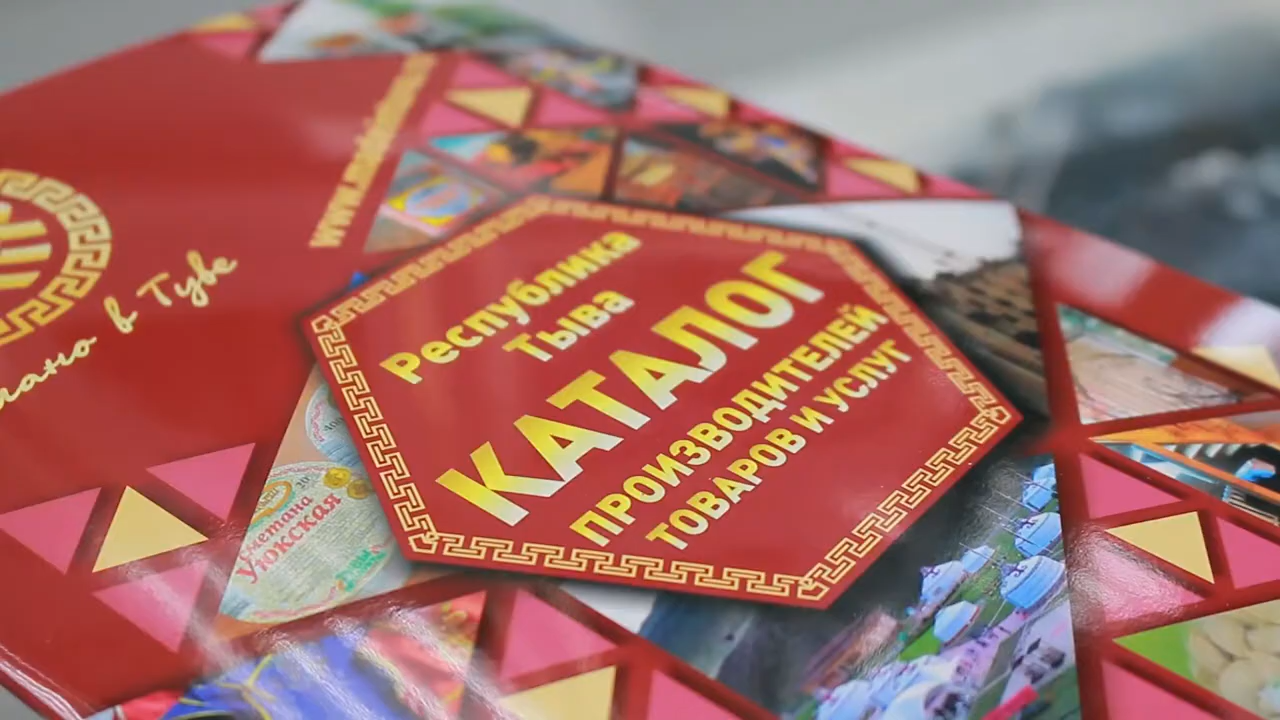 Республика
Тыва
КАТАЛОГ
ПРОИЗВОДИТЕЛЕЙ
ТОВАРОВ И УСЛУГ
в Туве
Сметана
Уюкская